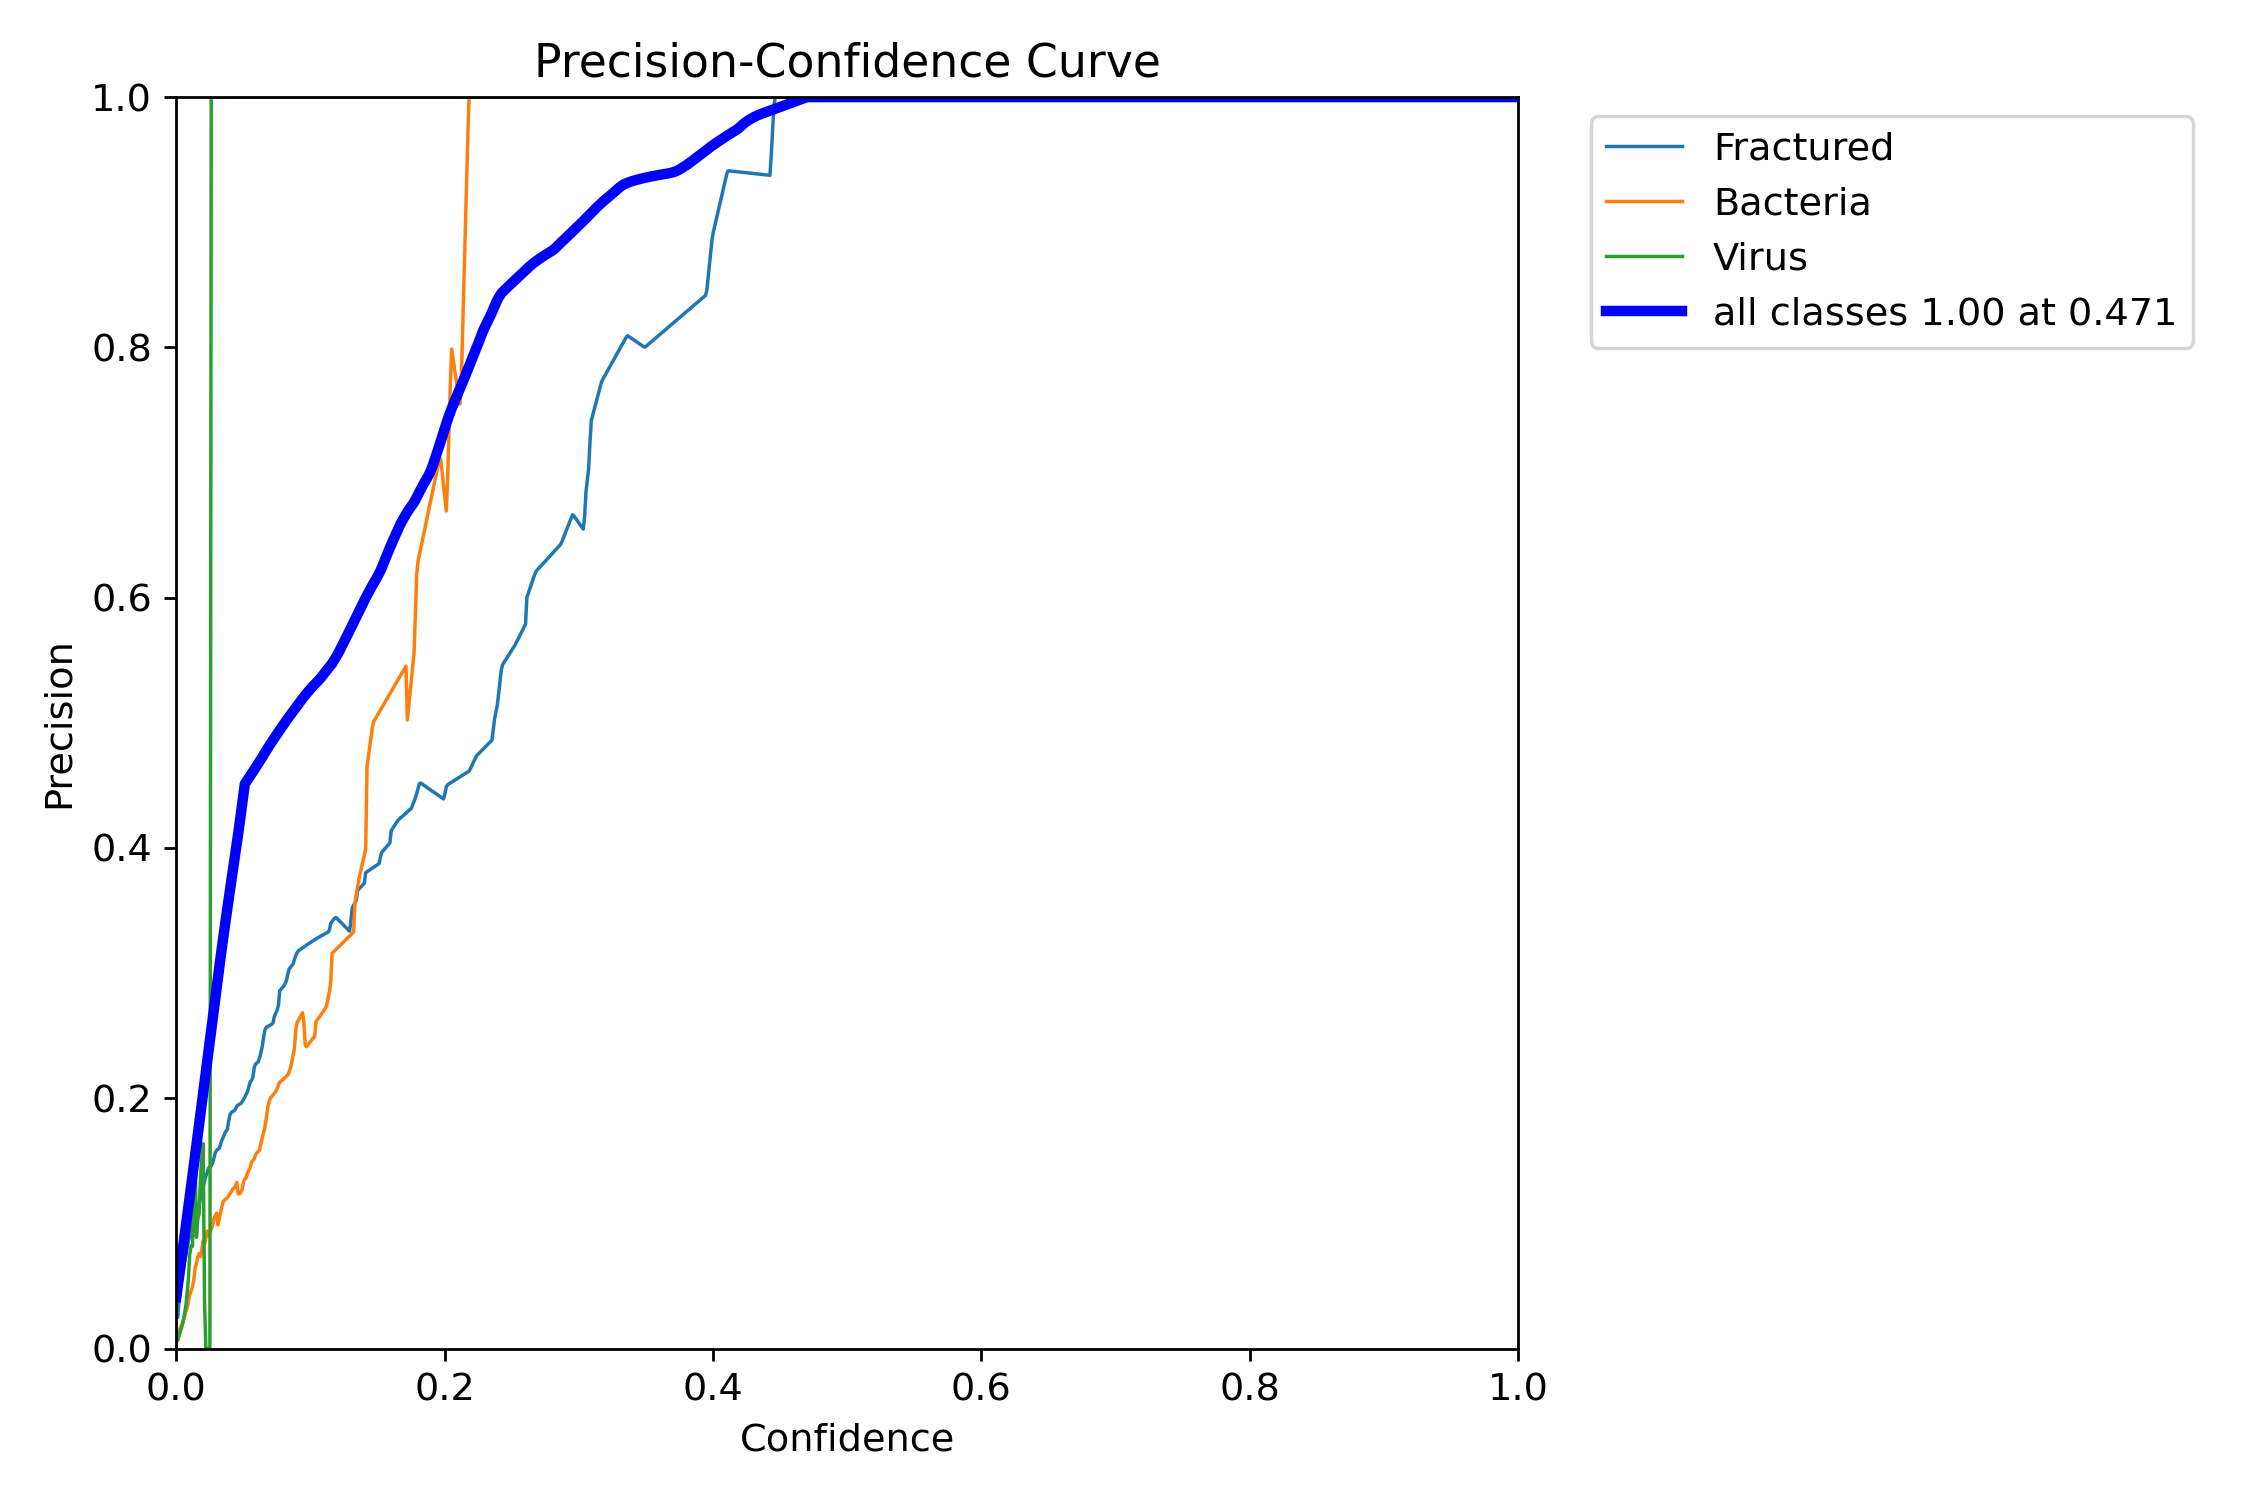 Precision-Confidence Curve
1.0
0.8
0.6
0.4
0.2
0.0
Precision
0.0 0.2 0.4 0.6 0.8 1.0
Confidence
Fractured
Bacteria
Virus
all classes 1.00 at 0.471